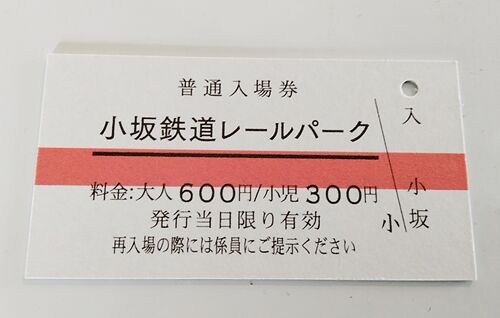 普通入場券
小坂鉄道レールパーク
料金:大人600円/小児300円
発行当日限り有効
再入場の際には係員にご提示ください
入
小坂
小